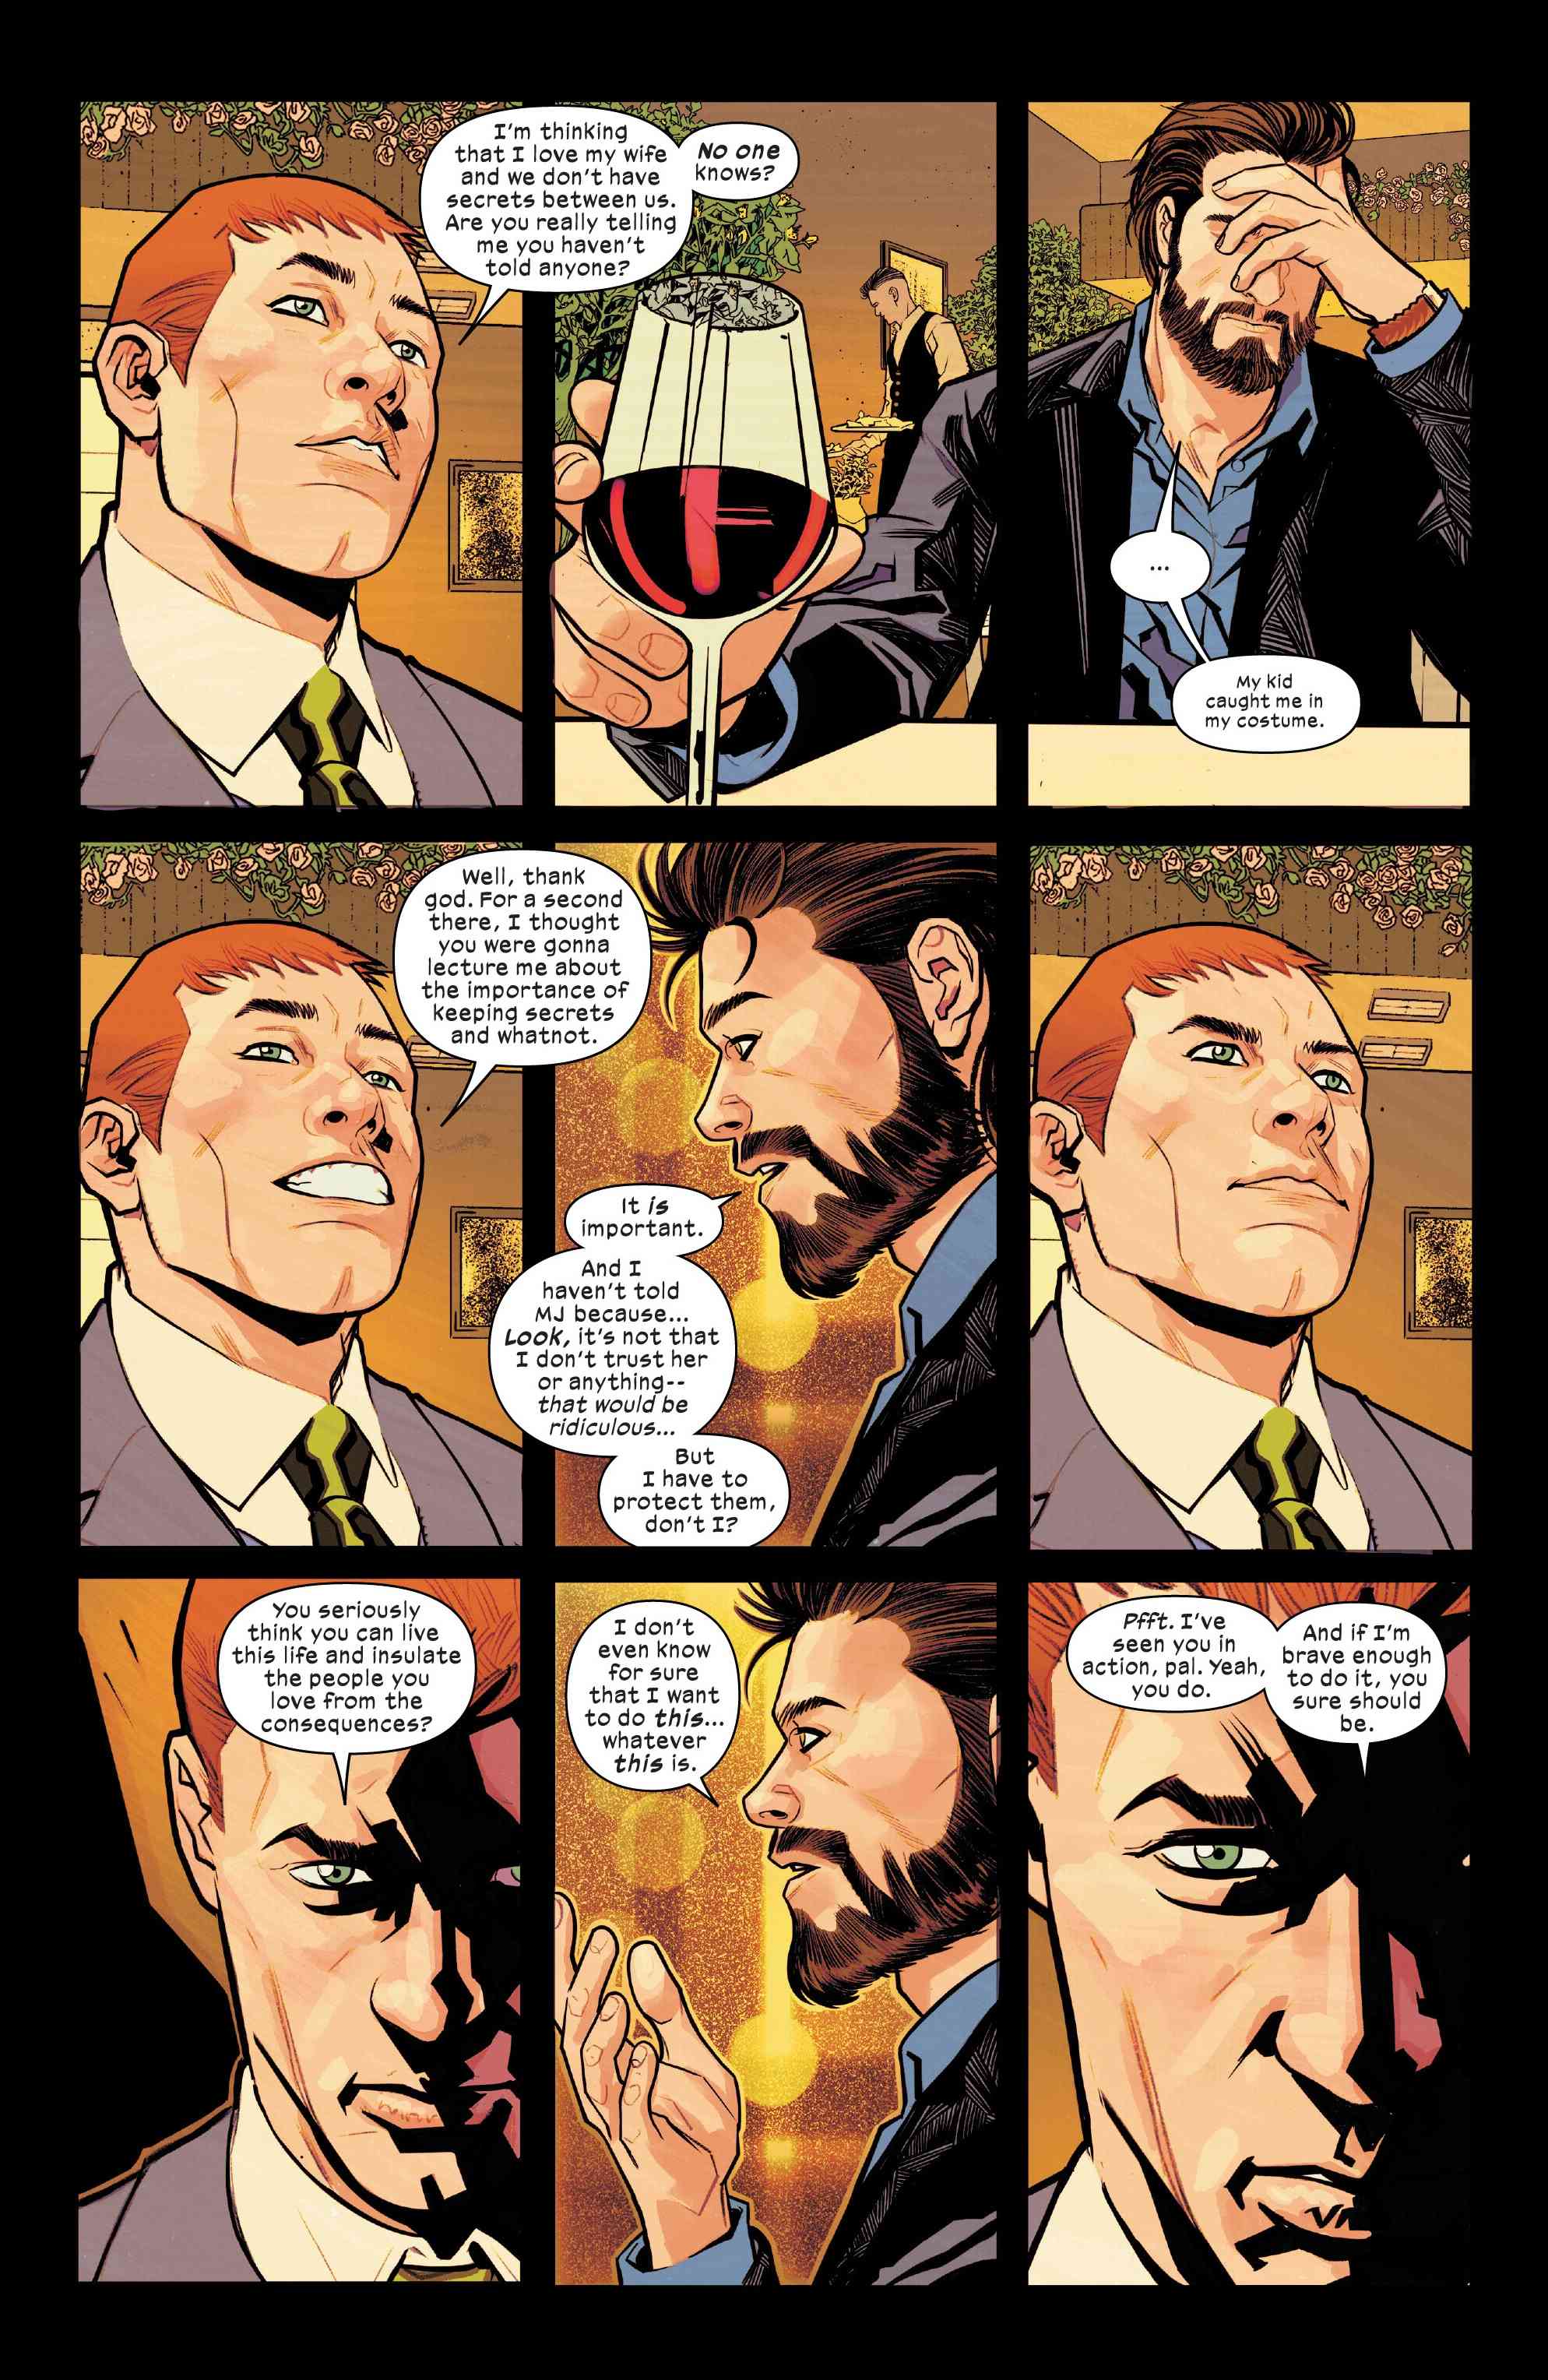 I'm thinking
that I love my wife
and we don't have
secrets between us.
Are you really telling
me you haven't
told anyone?
No one
knows?
...
My kid
caught me in
my costume.
Well, thank
god. For a second
there, I thought
you were gonna
lecture me about
the importance of
keeping secrets
and whatnot.
It is
important.
And I
haven't told
MJ because...
Look, it's not that
I don't trust her
or anything--
that would be
ridiculous...
But
I have to
protect them,
don't I?
You seriously
think you can live
this life and insulate
the people you
love from the
consequences?
I don't
even know
for sure
that I want
to do this...
whatever
this is.
Pfft. I've
seen you in
action, pal. Yeah,
you do.
And if I'm
brave enough
to do it, you
sure should
be.